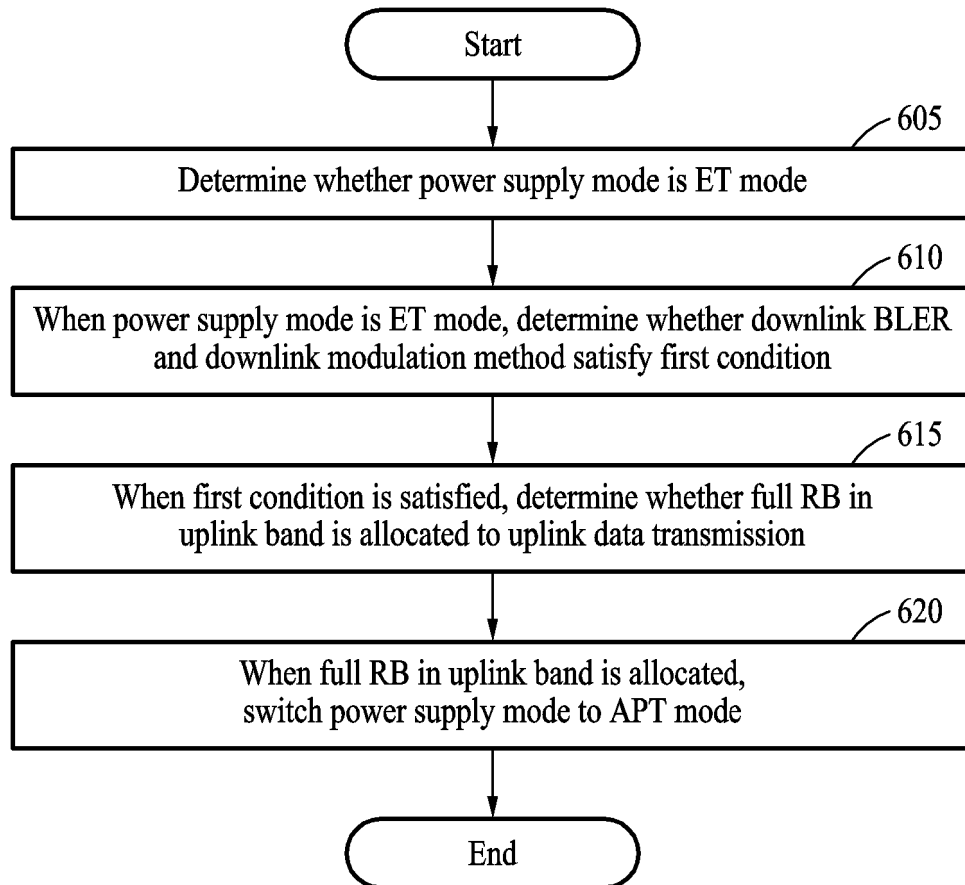 Start
605
Determine whether power supply mode is ET mode
610
When power supply mode is ET mode, determine whether downlink BLER
and downlink modulation method satisfy first condition
615
When first condition is satisfied, determine whether full RB in
uplink band is allocated to uplink data transmission
620
When full RB in uplink band is allocated,
switch power supply mode to APT mode
End